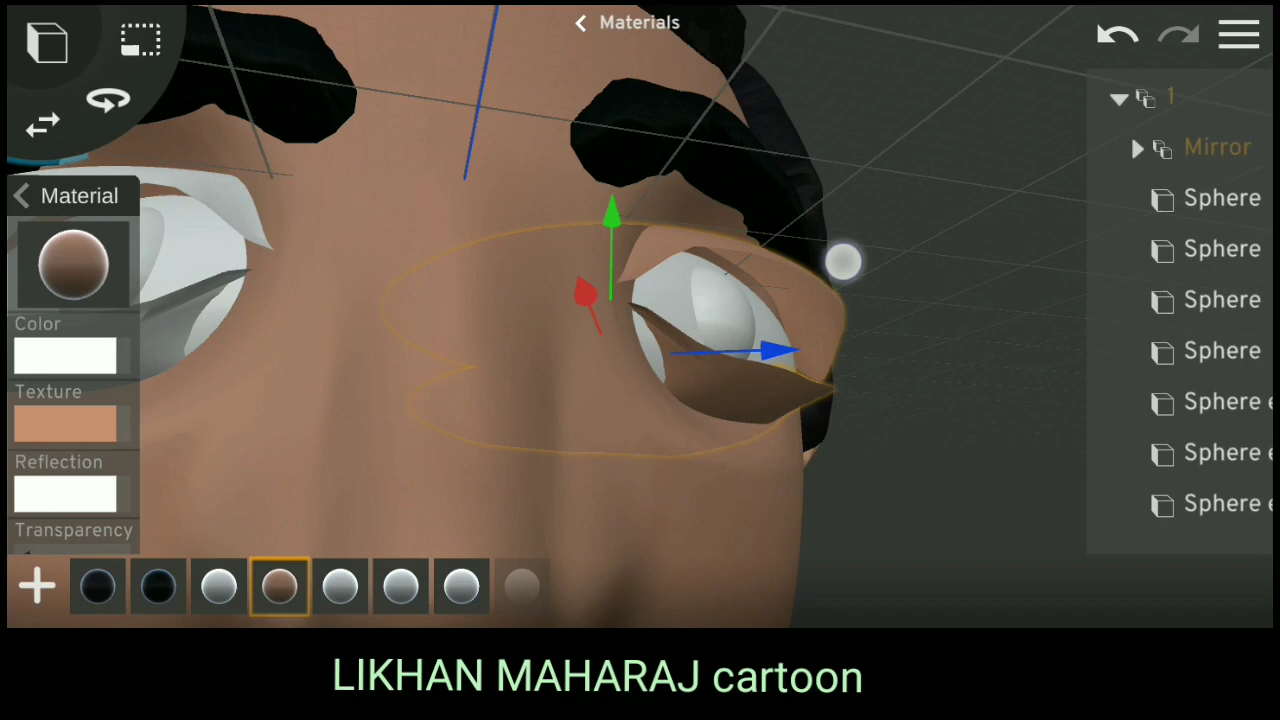 Materials
1
Mirror
Material
Sphere
Sphere
Sphere
Sphere
Sphere
Sphere
Sphere
Color
Texture
Reflection
Transparency
LIKHAN MAHARAJ cartoon